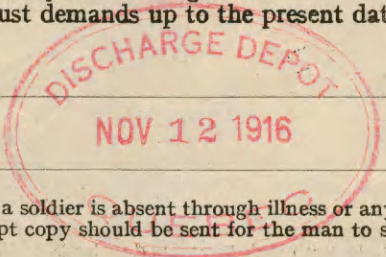 ust demands up to the present dat
DISCHARGE DEPOT
NOV 12 1916
a soldier is absent through illness or any
pt copy should be sent for the man to s